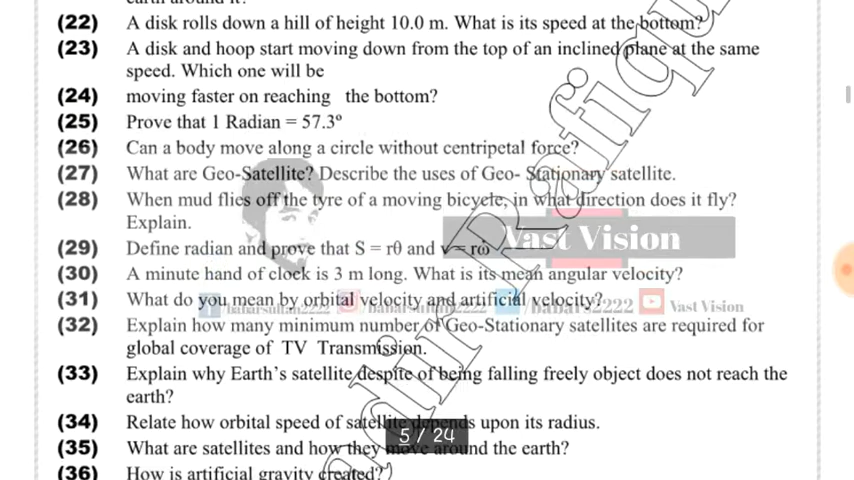 earth around it?
(22) A disk rolls down a hill of height 10.0 m. What is its speed at the bottom?
(23) A disk and hoop start moving down from the top of an inclined plane at the same
speed. Which one will be
(24) moving faster on reaching the bottom?
(25) Prove that 1 Radian = 57.3º
(26) Can a body move along a circle without centripetal force?
(27) What are Geo-Satellite? Describe the uses of Geo- Stationary satellite.
(28) When mud flies off the tyre of a moving bicycle, in what direction does it fly?
Explain.
Vast Vision
(29) Define radian and prove that S = rθ and v = rώ
(30) A minute hand of clock is 3 m long. What is its mean angular velocity?
(31) What do you mean by orbital velocity and artificial velocity?
babarsultan2222 babarsultan2222 /babars2222 Vast Vision
(32) Explain how many minimum number of Geo-Stationary satellites are required for
global coverage of TV Transmission.
(33) Explain why Earth's satellite despite of being falling freely object does not reach the
earth?
(34) Relate how orbital speed of satellite depends upon its radius.
5 / 24
(35) What are satellites and how they move around the earth?
(36) How is artificial gravity created?